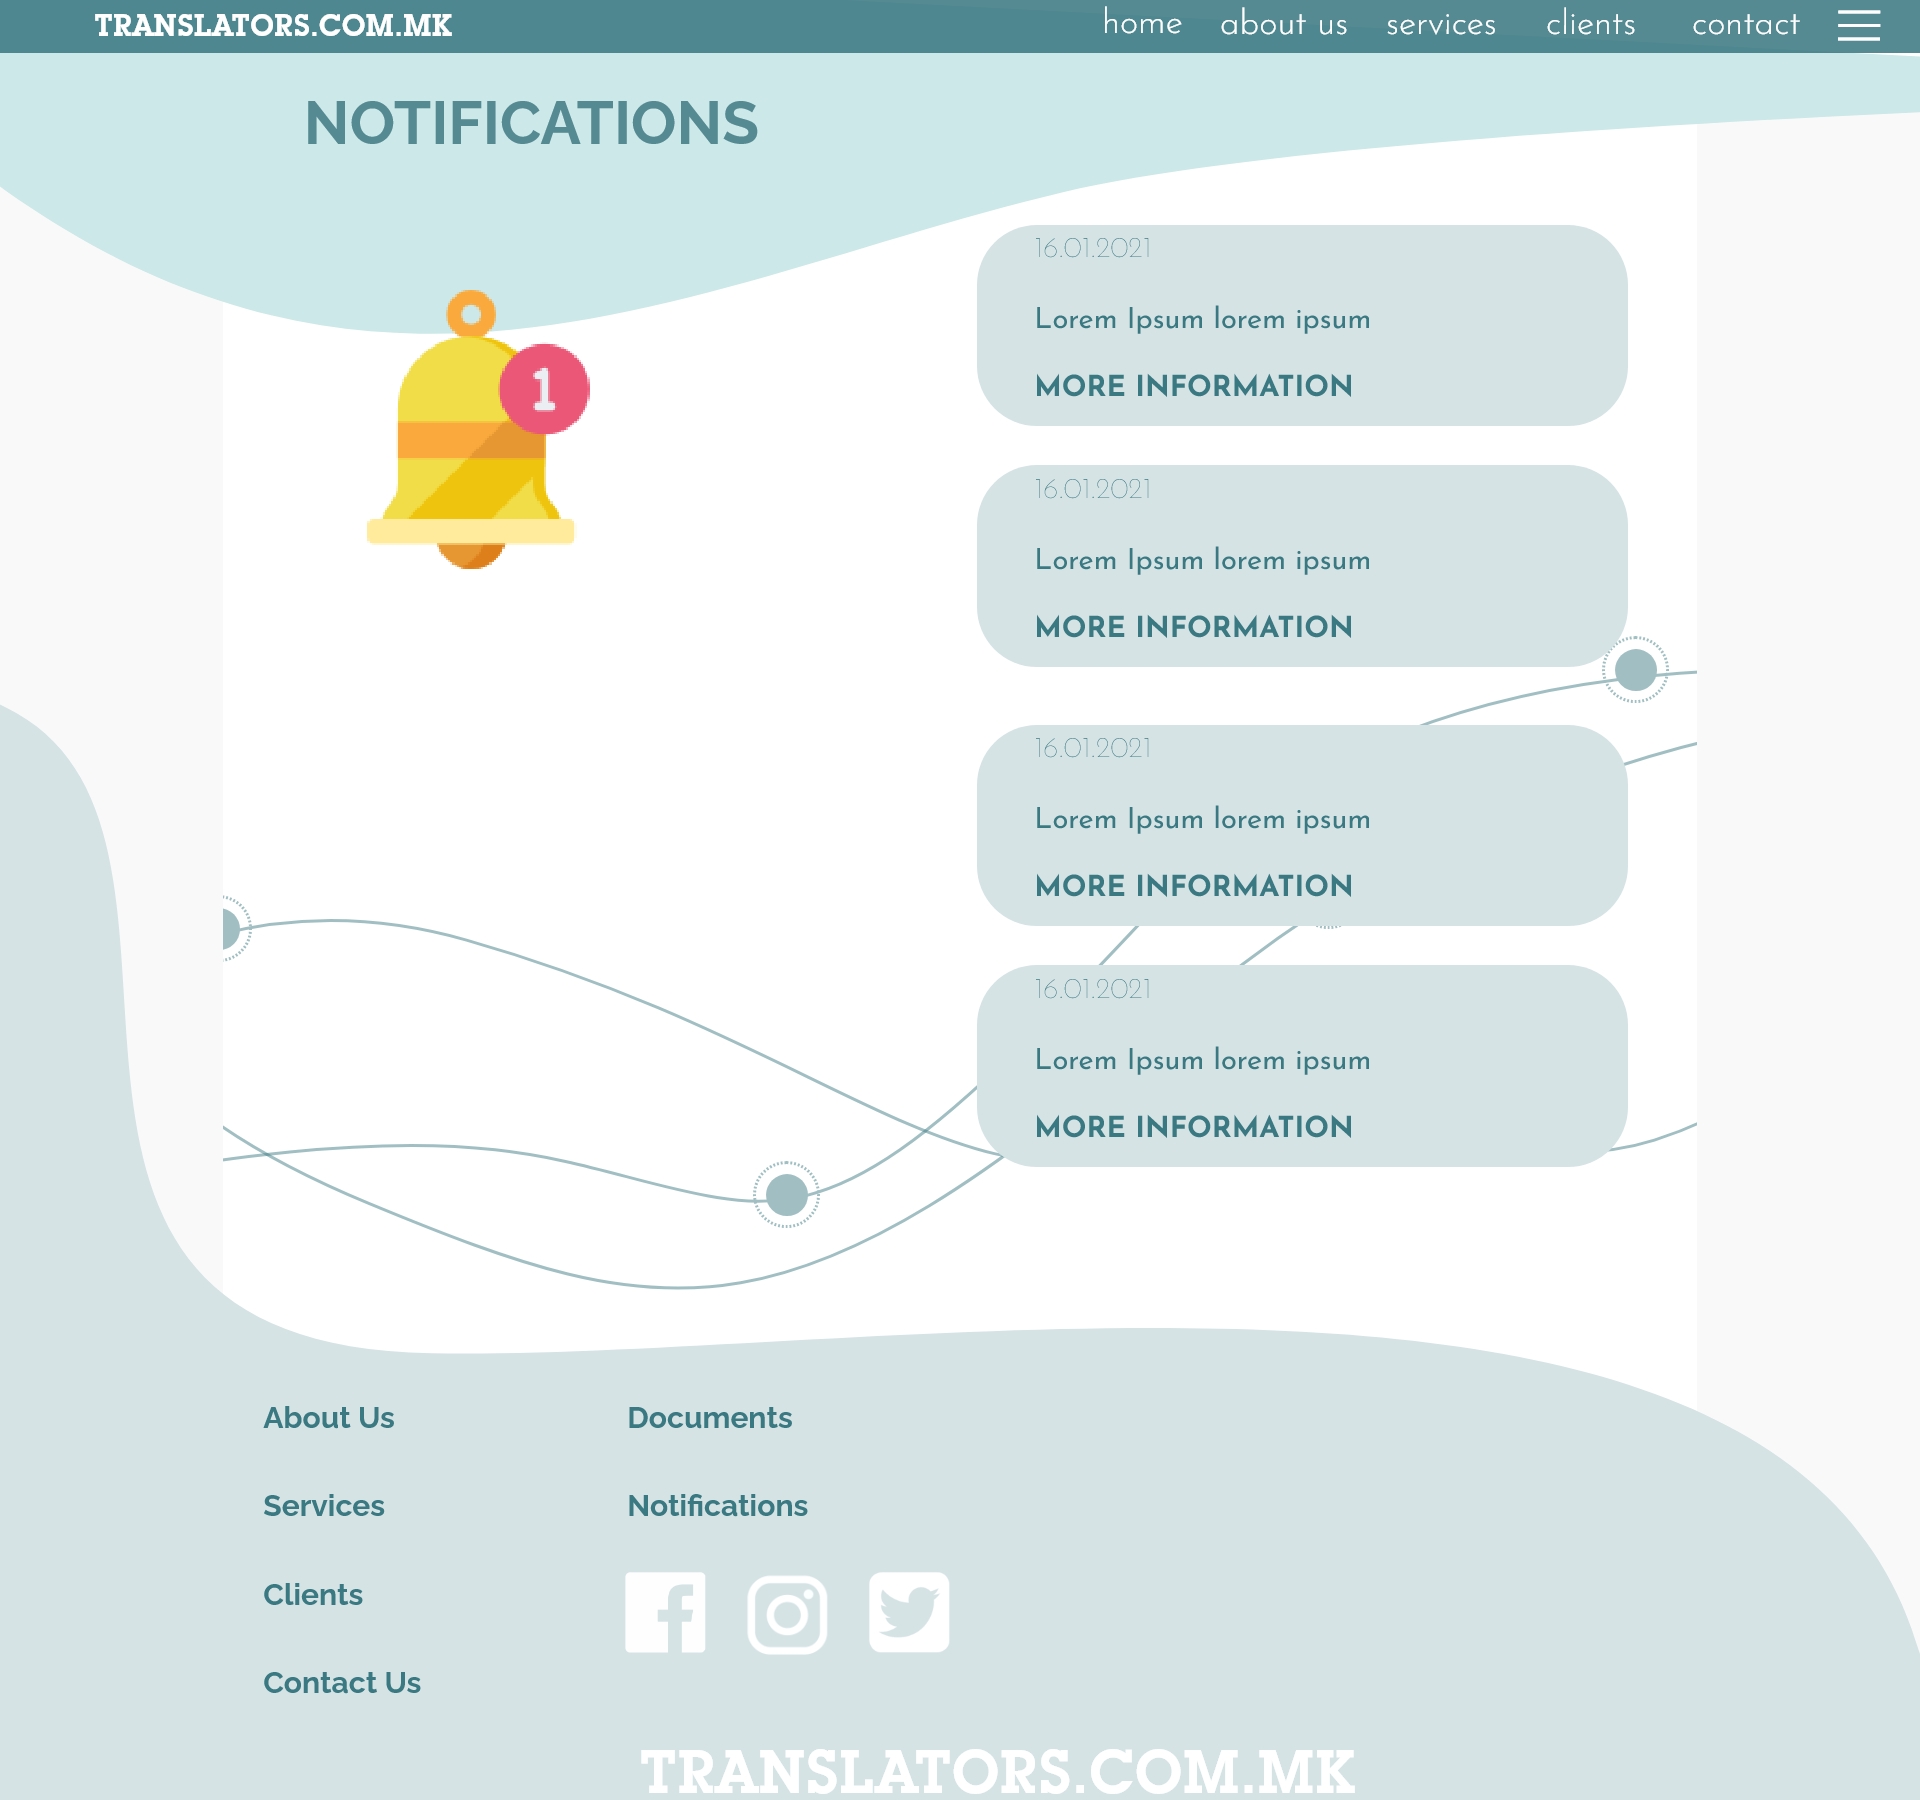 TRANSLATORS.COM.MK
home about us services clients contact
NOTIFICATIONS
1
16.01.2021
Lorem Ipsum lorem ipsum
MORE INFORMATION
16.01.2021
Lorem Ipsum lorem ipsum
MORE INFORMATION
16.01.2021
Lorem Ipsum lorem ipsum
MORE INFORMATION
16.01.2021
Lorem Ipsum lorem ipsum
MORE INFORMATION
About Us
Services
Clients
Contact Us
Documents
Notifications
TRANSLATORS.COM.MK